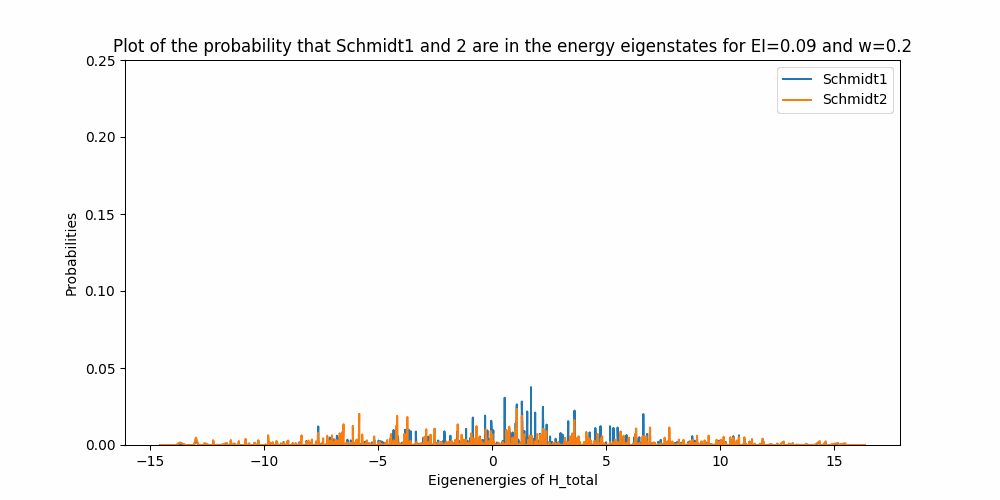 Plot of the probability that Schmidt1 and 2 are in the energy eigenstates for EI=0.09 and w=0.2
0.25
Schmidt1
Schmidt2
0.20
0.15
Probabilities
0.10
0.05
0.00
−15
−10
−5
0
5
10
15
Eigenenergies of H_total